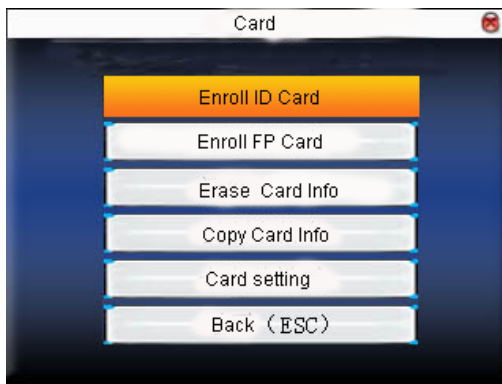 Card
Enroll ID Card
Enroll FP Card
Erase Card Info
Copy Card Info
Card setting
Back（ESC）